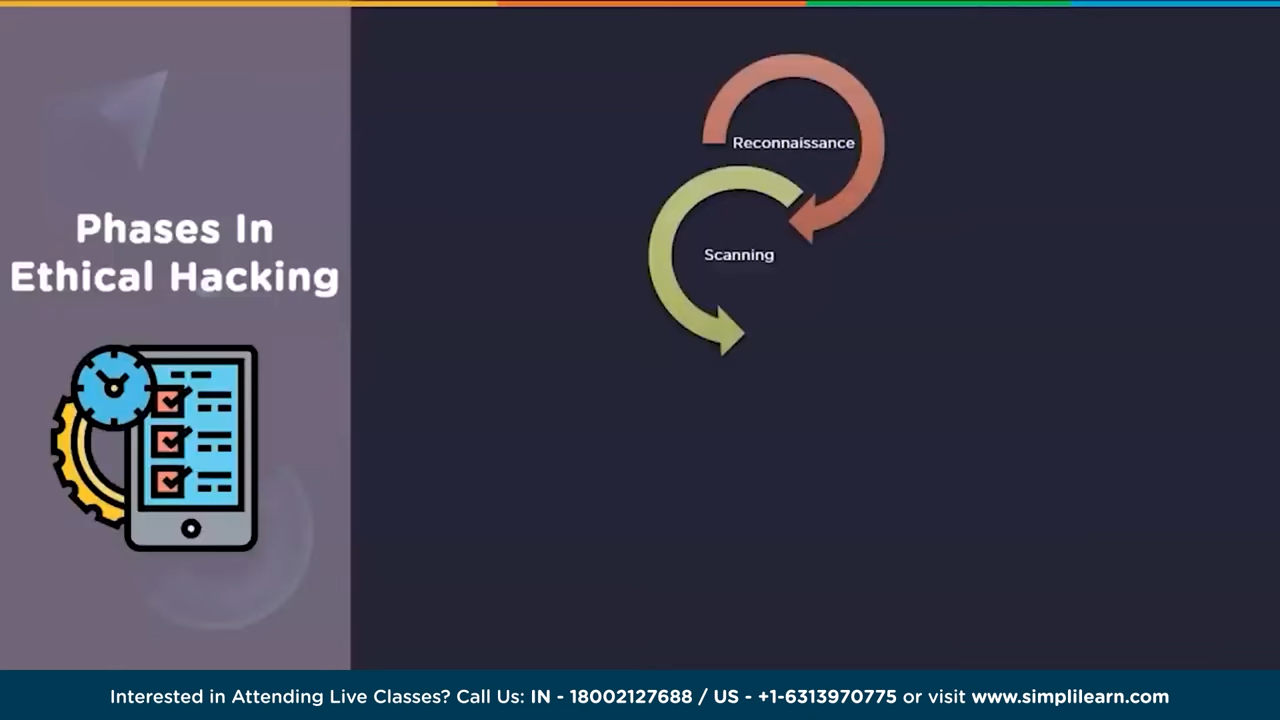 Phases In
Ethical Hacking
Reconnaissance
Scanning
Interested in Attending Live Classes? Call Us: IN - 18002127688 / US - +1-6313970775 or visit www.simplilearn.com